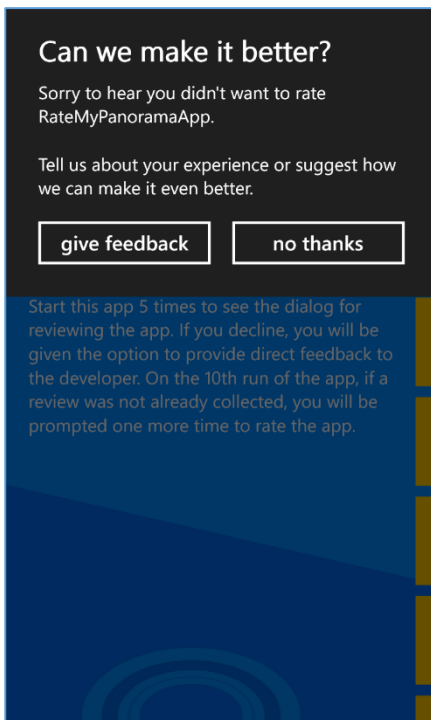 Can we make it better?
Sorry to hear you didn't want to rate
RateMyPanoramaApp.
Tell us about your experience or suggest how
we can make it even better.
give feedback
no thanks
Start this app 5 times to see the dialog for
reviewing the app. If you decline, you will be
given the option to provide direct feedback to
the developer. On the 10th run of the app, if a
review was not already collected, you will be
prompted one more time to rate the app.